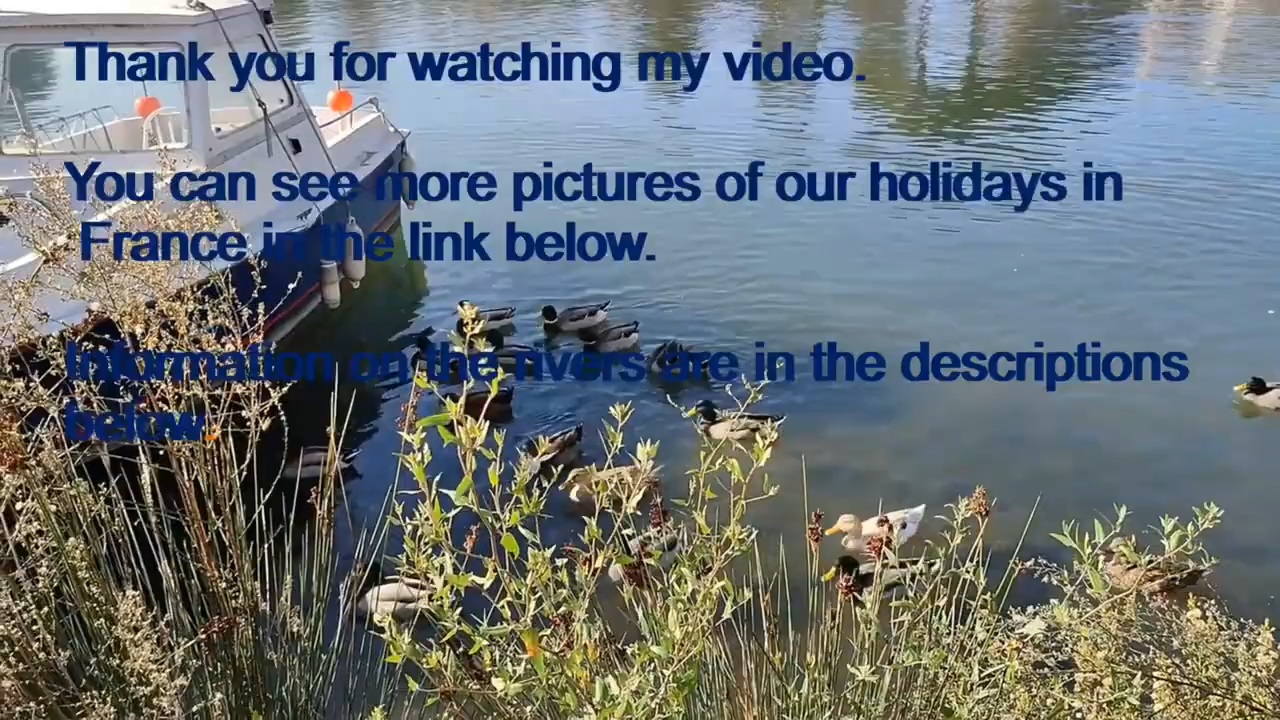 Thank you for watching my video.
You can see more pictures of our holidays in
France in the link below.
Information on the rivers are in the descriptions
below.